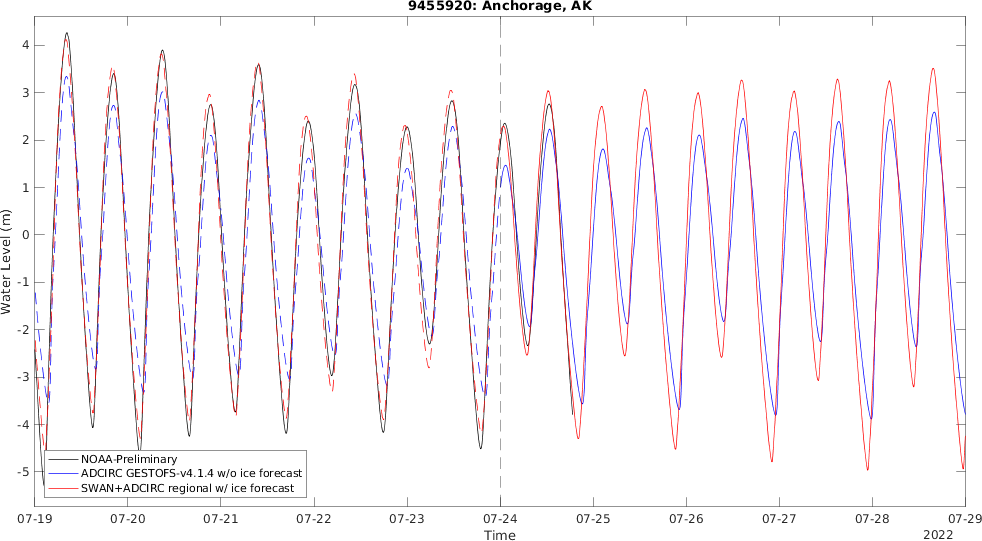 9455920: Anchorage, AK
Water Level (m)
4
3
2
1
0
-1
-2
-3
-4
-5
NOAA-Preliminary
ADCIRC GESTOFS-v4.1.4 w/o ice forecast
SWAN+ADCIRC regional w/ ice forecast
07-19 07-20 07-21 07-22 07-23 07-24 07-25 07-26 07-27 07-28 07-29
Time
2022